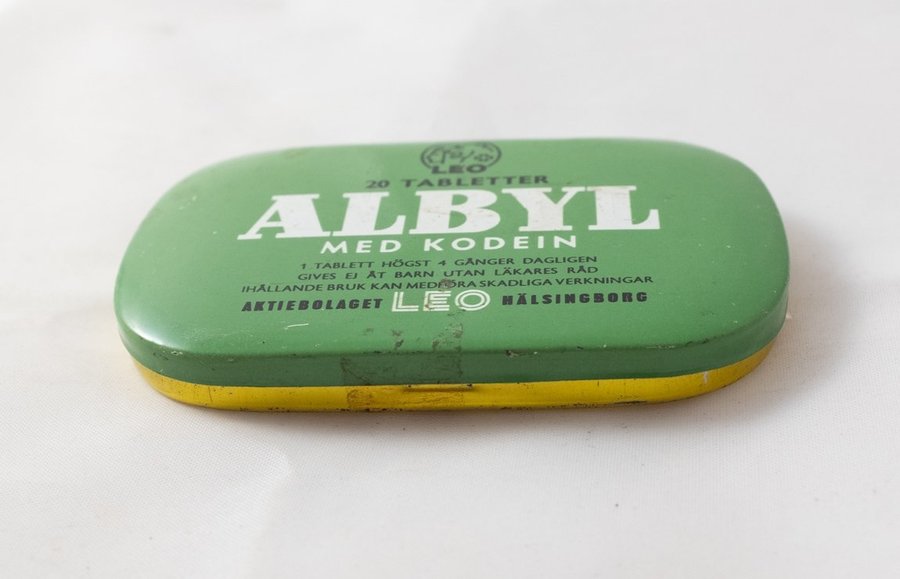 LEO
20 TABLETTER
ALBYL
MED KODEIN
1 TABLETT HÖGST 4 GÅNGER DAGLIGEN
GIVES EJ ÅT BARN UTAN LÄKARES RÅD
IHÅLLANDE BRUK KAN MEDFÖRA SKADLIGA VERKNINGAR
AKTIEBOLAGET LEO HÄLSINGBORG